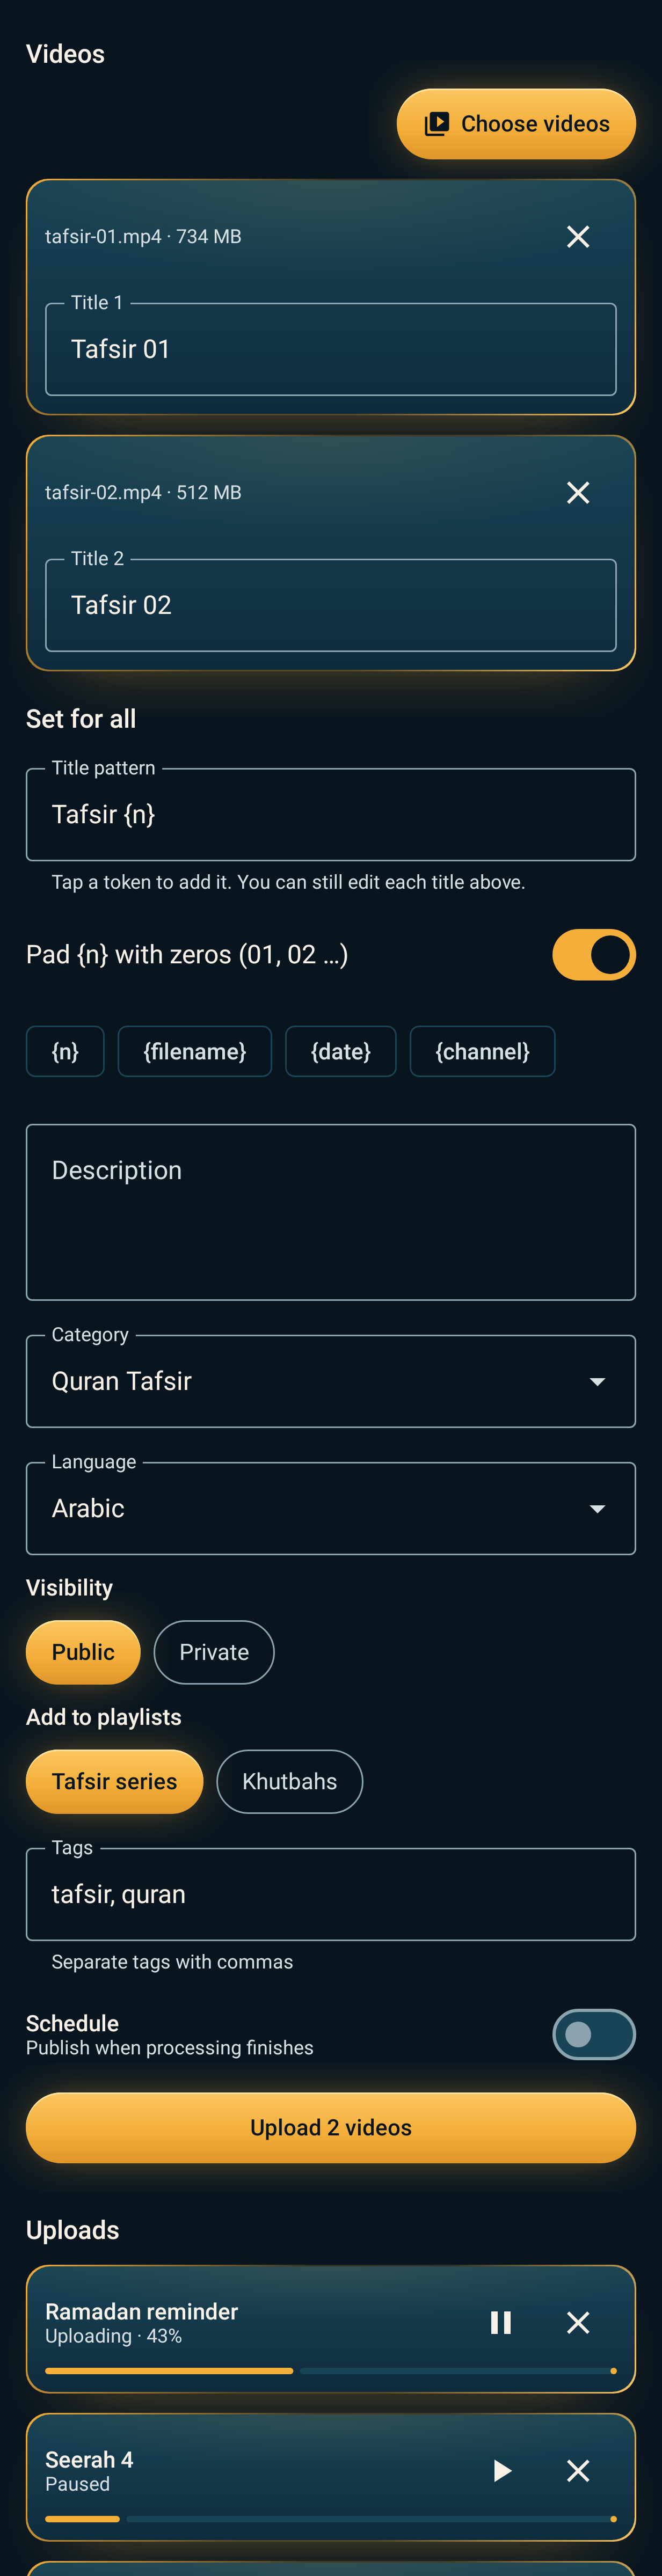 Videos
Choose videos
tafsir-01.mp4 · 734 MB
Title 1
Tafsir 01
tafsir-02.mp4 · 512 MB
Title 2
Tafsir 02
Set for all
Title pattern
Tafsir {n}
Tap a token to add it. You can still edit each title above.
Pad {n} with zeros (01, 02 …)
{n} {filename} {date} {channel}
Description
Category
Quran Tafsir
Language
Arabic
Visibility
Public Private
Add to playlists
Tafsir series Khutbahs
Tags
tafsir, quran
Separate tags with commas
Schedule
Publish when processing finishes
Upload 2 videos
Uploads
Ramadan reminder
Uploading · 43%
Seerah 4
Paused